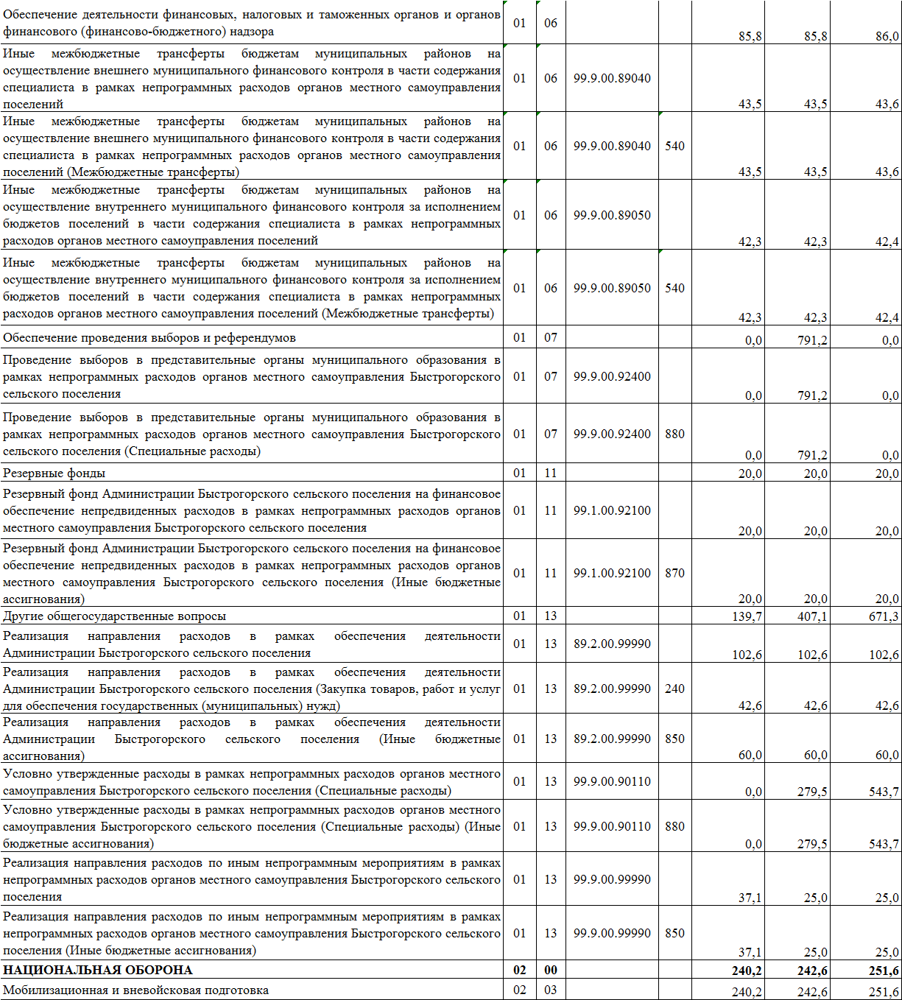 Обеспечение деятельности финансовых, налоговых и таможенных органов и органов
финансового (финансово-бюджетного) надзора
01 06 85,8 85,8 86,0
Иные межбюджетные трансферты бюджетам муниципальных районов на
осуществление внешнего муниципального финансового контроля в части содержания
специалиста в рамках непрограммных расходов органов местного самоуправления
поселений
01 06 99.9.00.89040 43,5 43,5 43,6
Иные межбюджетные трансферты бюджетам муниципальных районов на
осуществление внешнего муниципального финансового контроля в части содержания
специалиста в рамках непрограммных расходов органов местного самоуправления
поселений (Межбюджетные трансферты)
01 06 99.9.00.89040 540 43,5 43,5 43,6
Иные межбюджетные трансферты бюджетам муниципальных районов на
осуществление внутреннего муниципального финансового контроля за исполнением
бюджетов поселений в части содержания специалиста в рамках непрограммных
расходов органов местного самоуправления поселений
01 06 99.9.00.89050 42,3 42,3 42,4
Иные межбюджетные трансферты бюджетам муниципальных районов на
осуществление внутреннего муниципального финансового контроля за исполнением
бюджетов поселений в части содержания специалиста в рамках непрограммных
расходов органов местного самоуправления поселений (Межбюджетные трансферты)
01 06 99.9.00.89050 540 42,3 42,3 42,4
Обеспечение проведения выборов и референдумов 01 07 0,0 791,2 0,0
Проведение выборов в представительные органы муниципального образования в
рамках непрограммных расходов органов местного самоуправления Быстрогорского
сельского поселения
01 07 99.9.00.92400 0,0 791,2 0,0
Проведение выборов в представительные органы муниципального образования в
рамках непрограммных расходов органов местного самоуправления Быстрогорского
сельского поселения (Специальные расходы)
01 07 99.9.00.92400 880 0,0 791,2 0,0
Резервные фонды 01 11 20,0 20,0 20,0
Резервный фонд Администрации Быстрогорского сельского поселения на финансовое
обеспечение непредвиденных расходов в рамках непрограммных расходов органов
местного самоуправления Быстрогорского сельского поселения
01 11 99.1.00.92100 20,0 20,0 20,0
Резервный фонд Администрации Быстрогорского сельского поселения на финансовое
обеспечение непредвиденных расходов в рамках непрограммных расходов органов
местного самоуправления Быстрогорского сельского поселения (Иные бюджетные
ассигнования)
01 11 99.1.00.92100 870 20,0 20,0 20,0
Другие общегосударственные вопросы 01 13 139,7 407,1 671,3
Реализация направления расходов в рамках обеспечения деятельности
Администрации Быстрогорского сельского поселения
01 13 89.2.00.99990 102,6 102,6 102,6
Реализация направления расходов в рамках обеспечения деятельности
Администрации Быстрогорского сельского поселения (Закупка товаров, работ и услуг
для обеспечения государственных (муниципальных) нужд)
01 13 89.2.00.99990 240 42,6 42,6 42,6
Реализация направления расходов в рамках обеспечения деятельности
Администрации Быстрогорского сельского поселения (Иные бюджетные
ассигнования)
01 13 89.2.00.99990 850 60,0 60,0 60,0
Условно утвержденные расходы в рамках непрограммных расходов органов местного
самоуправления Быстрогорского сельского поселения (Специальные расходы)
01 13 99.9.00.90110 0,0 279,5 543,7
Условно утвержденные расходы в рамках непрограммных расходов органов местного
самоуправления Быстрогорского сельского поселения (Специальные расходы) (Иные
бюджетные ассигнования)
01 13 99.9.00.90110 880 0,0 279,5 543,7
Реализация направления расходов по иным непрограммным мероприятиям в рамках
непрограммных расходов органов местного самоуправления Быстрогорского сельского
поселения
01 13 99.9.00.99990 37,1 25,0 25,0
Реализация направления расходов по иным непрограммным мероприятиям в рамках
непрограммных расходов органов местного самоуправления Быстрогорского сельского
поселения (Иные бюджетные ассигнования)
01 13 99.9.00.99990 850 37,1 25,0 25,0
НАЦИОНАЛЬНАЯ ОБОРОНА 02 00 240,2 242,6 251,6
Мобилизационная и вневойсковая подготовка 02 03 240,2 242,6 251,6